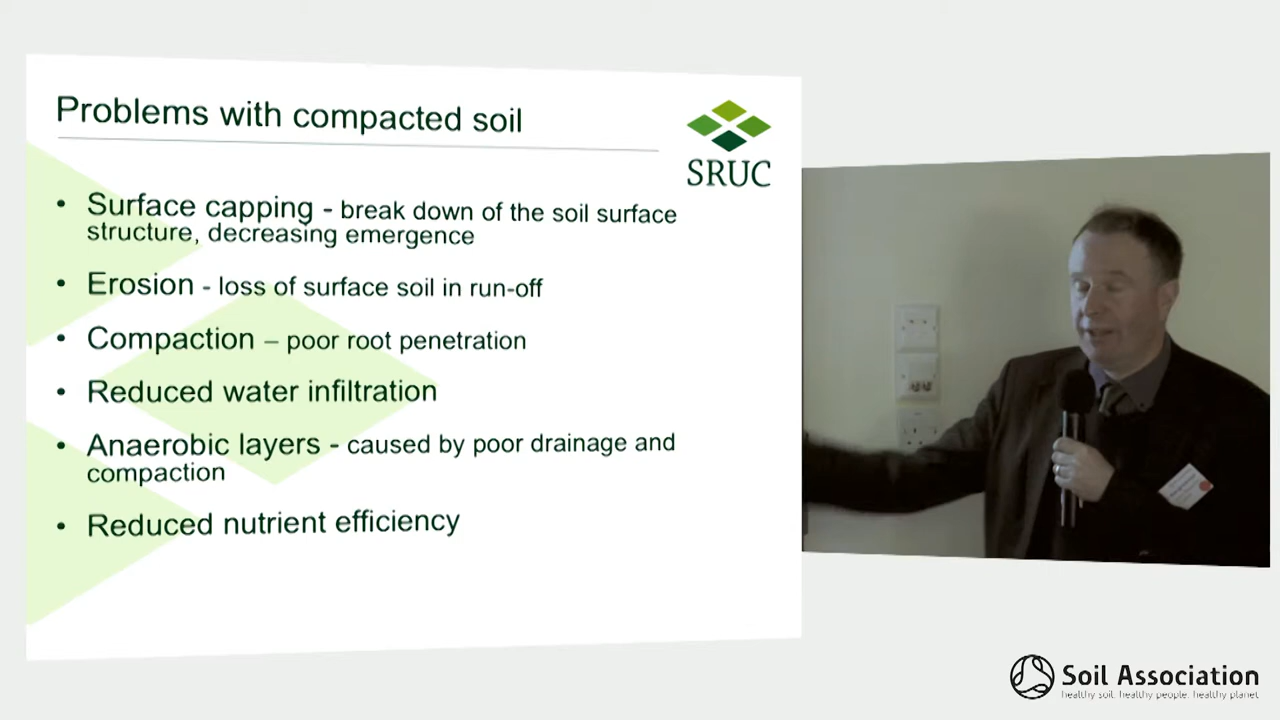 Problems with compacted soil
SRUC
• Surface capping - break down of the soil surface
structure, decreasing emergence
• Erosion - loss of surface soil in run-off
• Compaction – poor root penetration
• Reduced water infiltration
• Anaerobic layers - caused by poor drainage and
compaction
• Reduced nutrient efficiency
Soil Association
healthy soil. healthy people. healthy planet